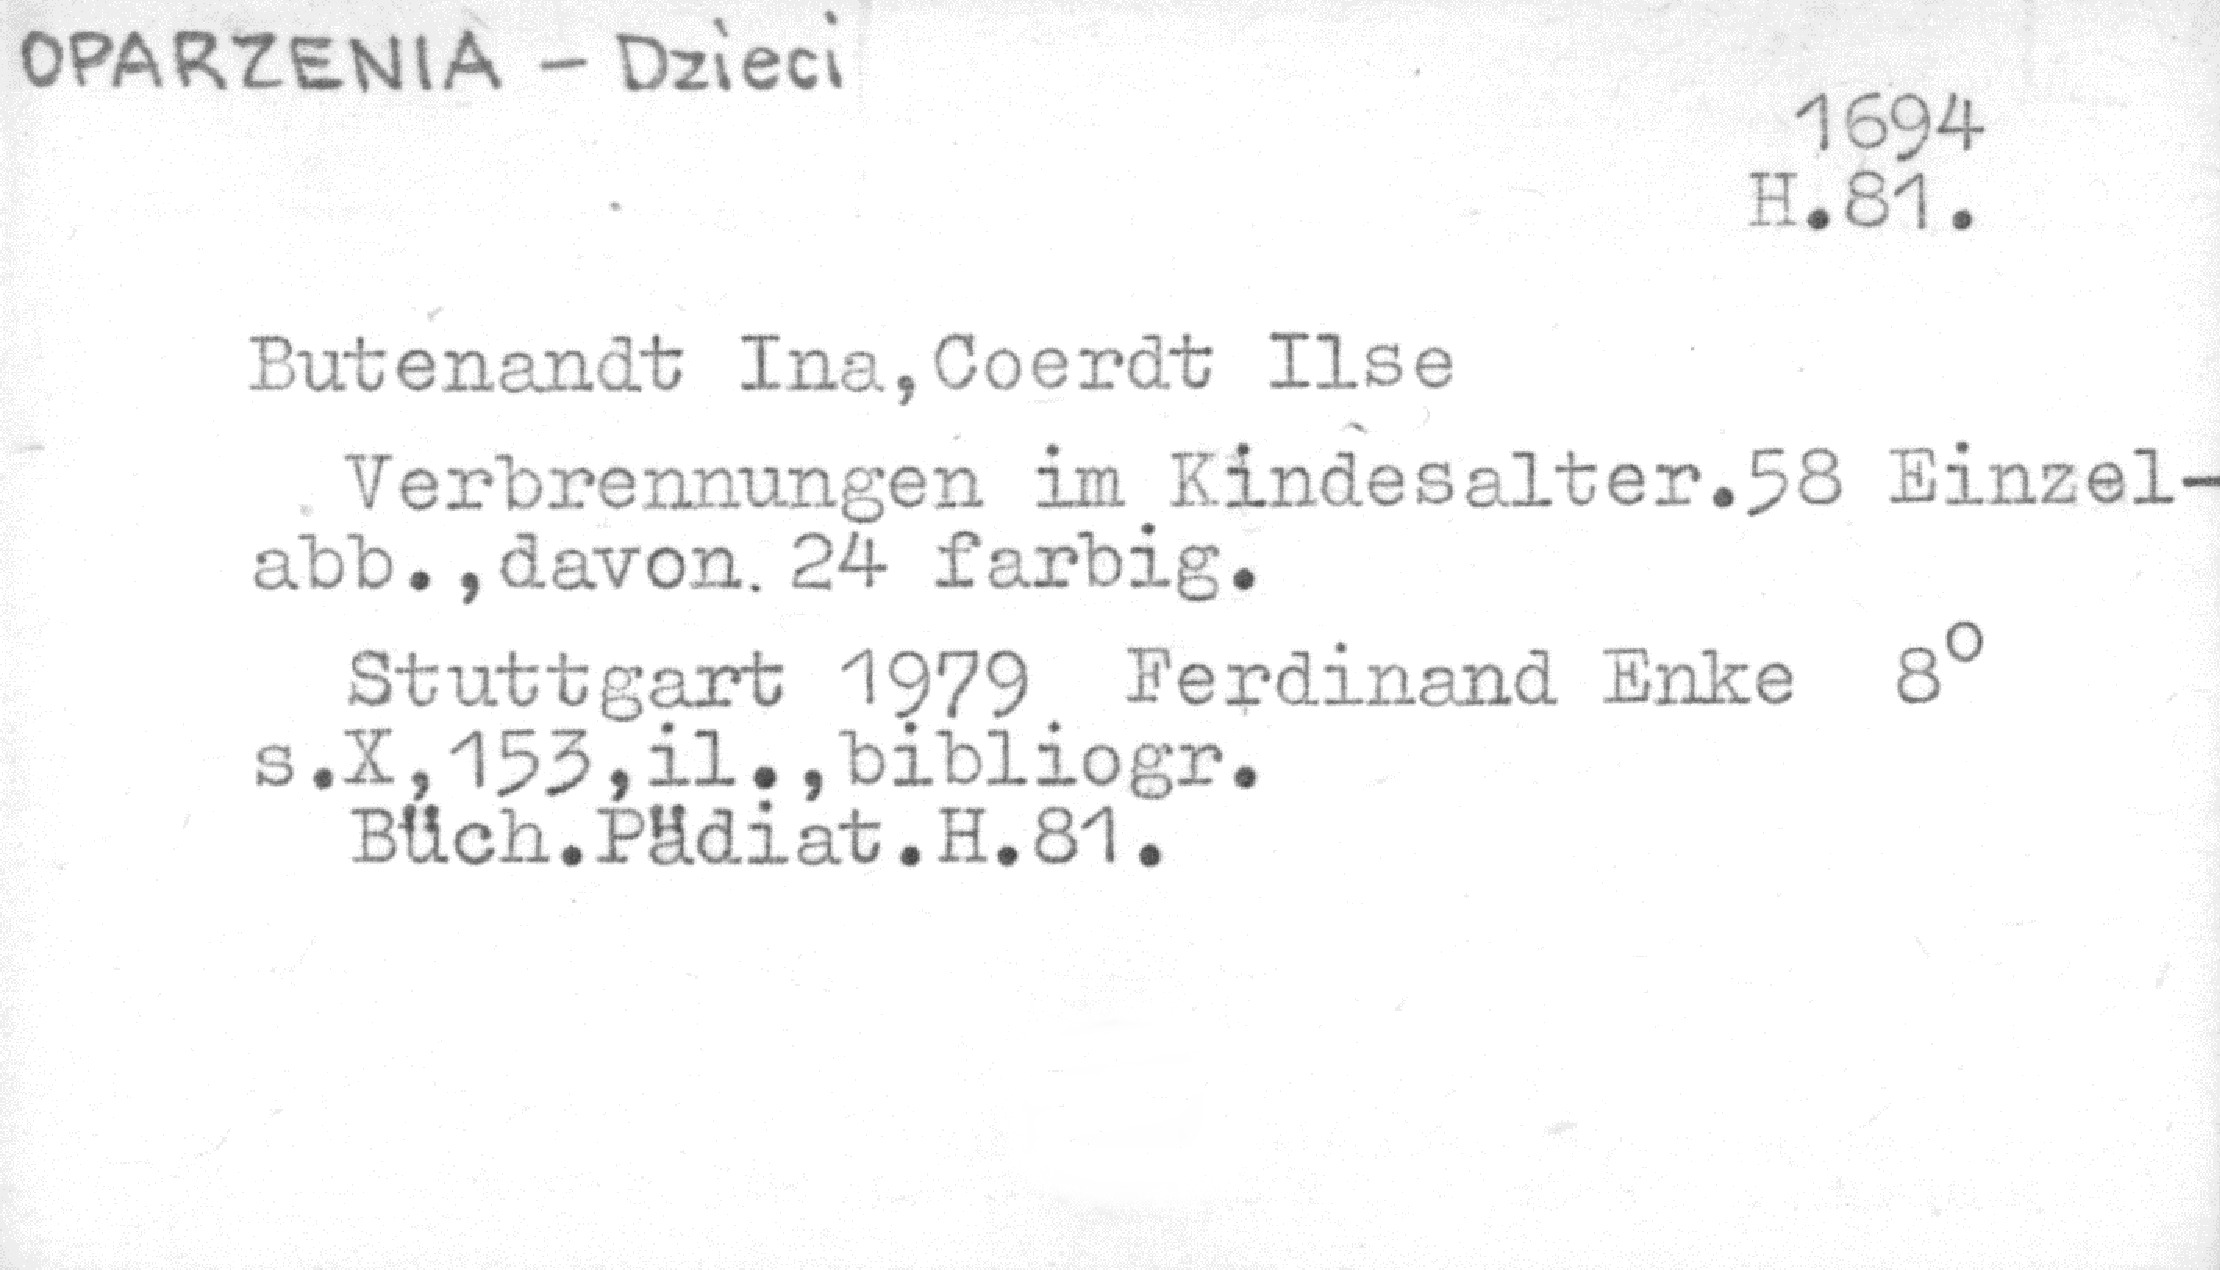 OPARZENIA - Dzieci
1694
H.81.
Butenandt Ina,Coerdt Ilse
Verbrennungen im Kindesalter.58 Einzel-
abb.,davon. 24 farbig.
Stuttgart 1979 Ferdinand Enke 8°
s.X,153,il.,bibliogr.
Büch.Pädiat.H.81.